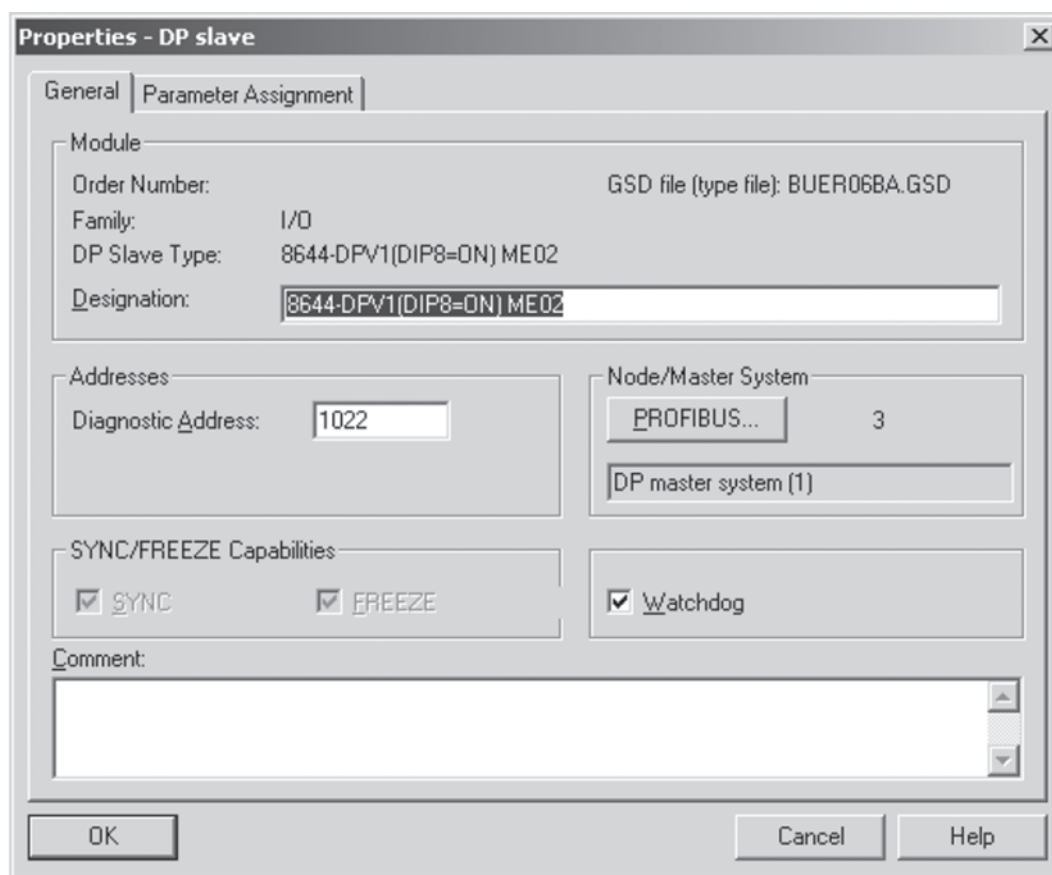 Properties - DP slave
General
Parameter Assignment
Module
Order Number:
GSD file (type file): BUER06BA.GSD
Family: I/O
DP Slave Type: 8644-DPV1(DIP8=ON) ME02
Designation: 8644-DPV1(DIP8=ON) ME02
Addresses
Diagnostic Address: 1022
Node/Master System
PROFIBUS... 3
DP master system (1)
SYNC/FREEZE Capabilities
SYNC
FREEZE
Watchdog
Comment:
OK
Cancel
Help